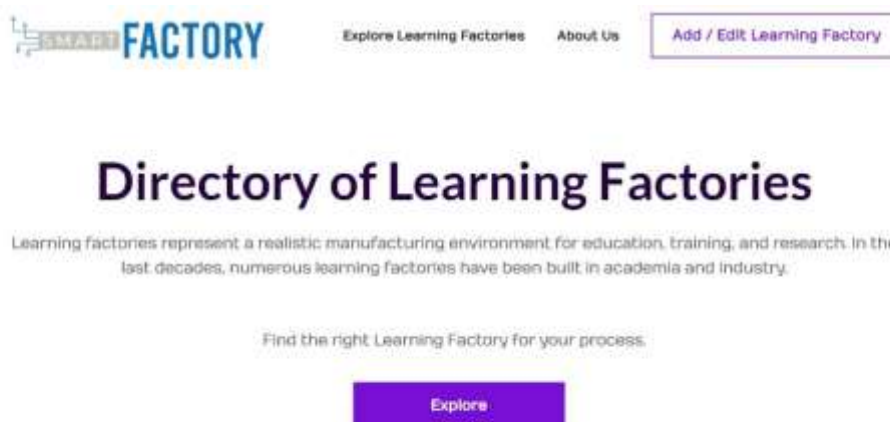 SMART FACTORY
Explore Learning Factories
About Us
Add / Edit Learning Factory
Directory of Learning Factories
Learning factories represent a realistic manufacturing environment for education, training, and research. In the
last decades, numerous learning factories have been built in academia and industry.
Find the right Learning Factory for your process.
Explore